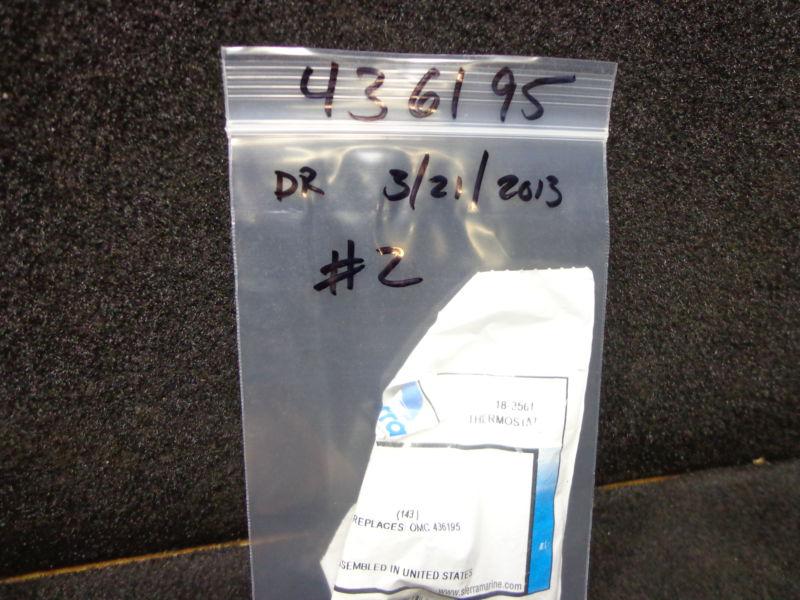 436195
DR 3/21/2013
#2
18-3561
THERMOSTAT
rra
(143)
REPLACES OMC 436195
SSEMBLED IN UNITED STATES
www.sierramarine.com